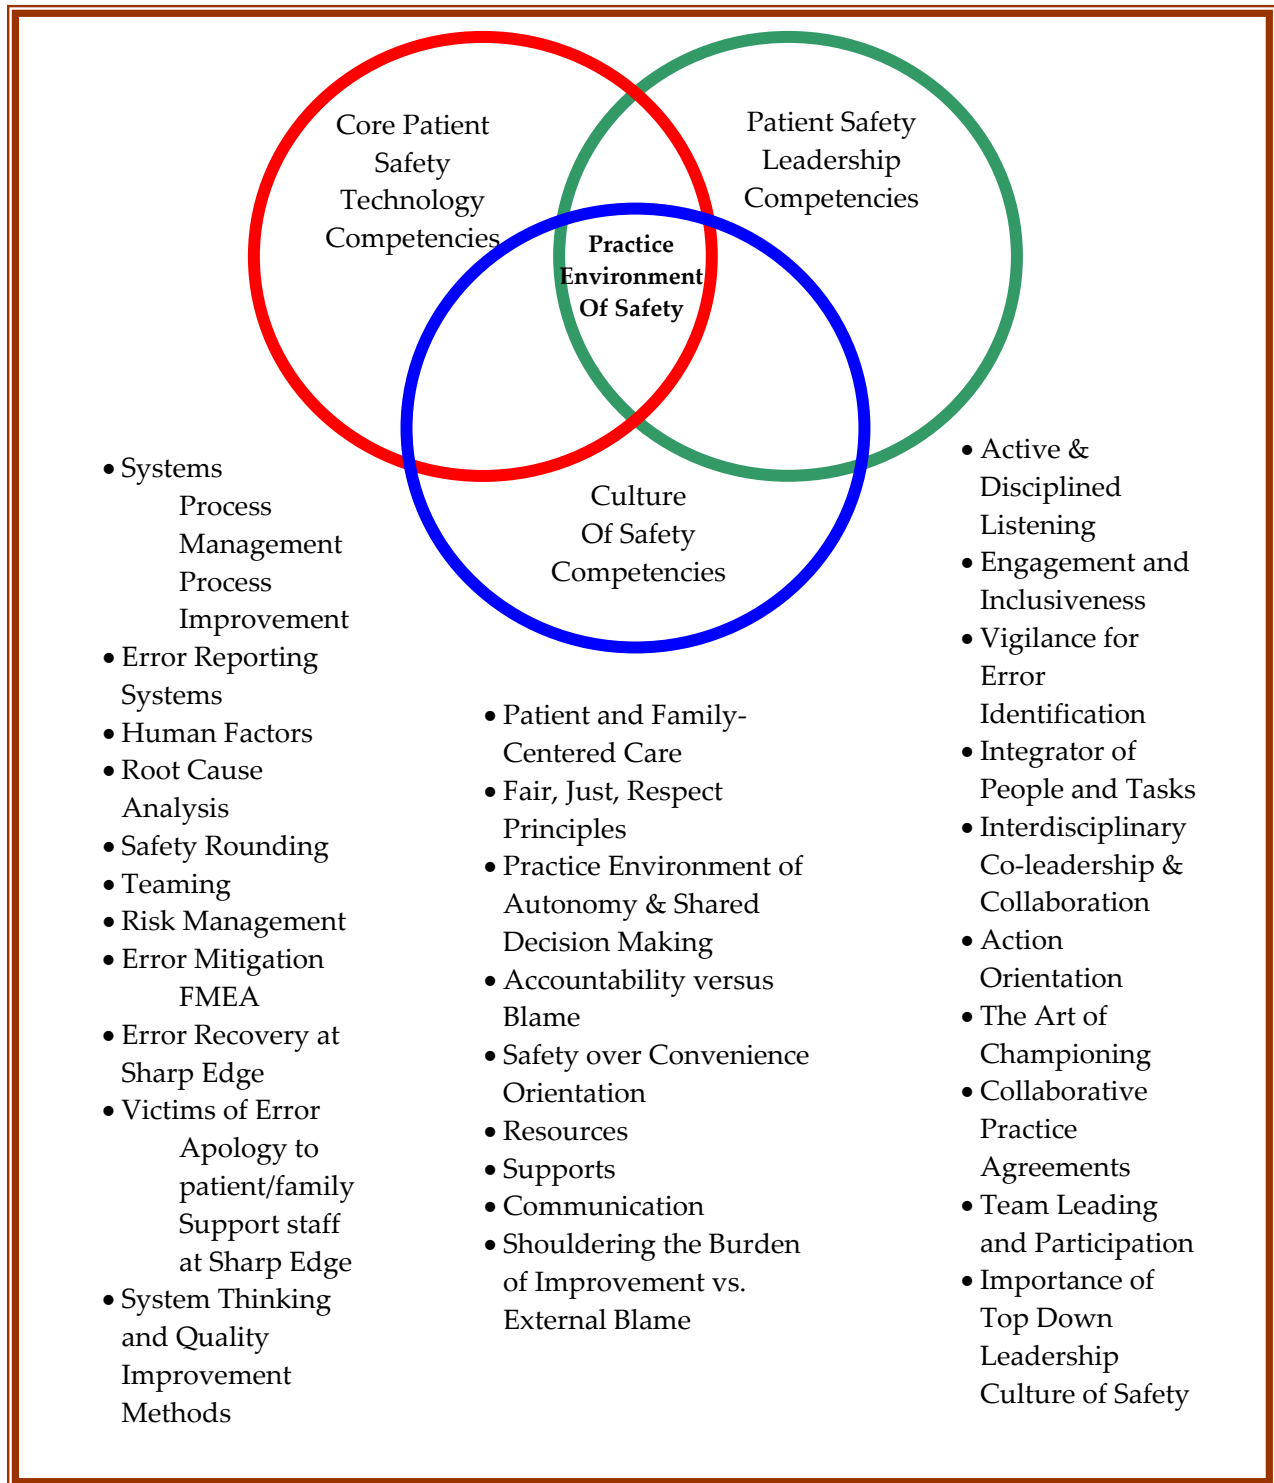 Core Patient
Safety
Technology
Competencies
Patient Safety
Leadership
Competencies
Practice
Environment
Of Safety
Culture
Of Safety
Competencies
• Systems
Process
Management
Process
Improvement
• Error Reporting
Systems
• Human Factors
• Root Cause
Analysis
• Safety Rounding
• Teaming
• Risk Management
• Error Mitigation
FMEA
• Error Recovery at
Sharp Edge
• Victims of Error
Apology to
patient/family
Support staff
at Sharp Edge
• System Thinking
and Quality
Improvement
Methods
• Patient and Family-
Centered Care
• Fair, Just, Respect
Principles
• Practice Environment of
Autonomy & Shared
Decision Making
• Accountability versus
Blame
• Safety over Convenience
Orientation
• Resources
• Supports
• Communication
• Shouldering the Burden
of Improvement vs.
External Blame
• Active &
Disciplined
Listening
• Engagement and
Inclusiveness
• Vigilance for
Error
Identification
• Integrator of
People and Tasks
• Interdisciplinary
Co-leadership &
Collaboration
• Action
Orientation
• The Art of
Championing
• Collaborative
Practice
Agreements
• Team Leading
and Participation
• Importance of
Top Down
Leadership
Culture of Safety